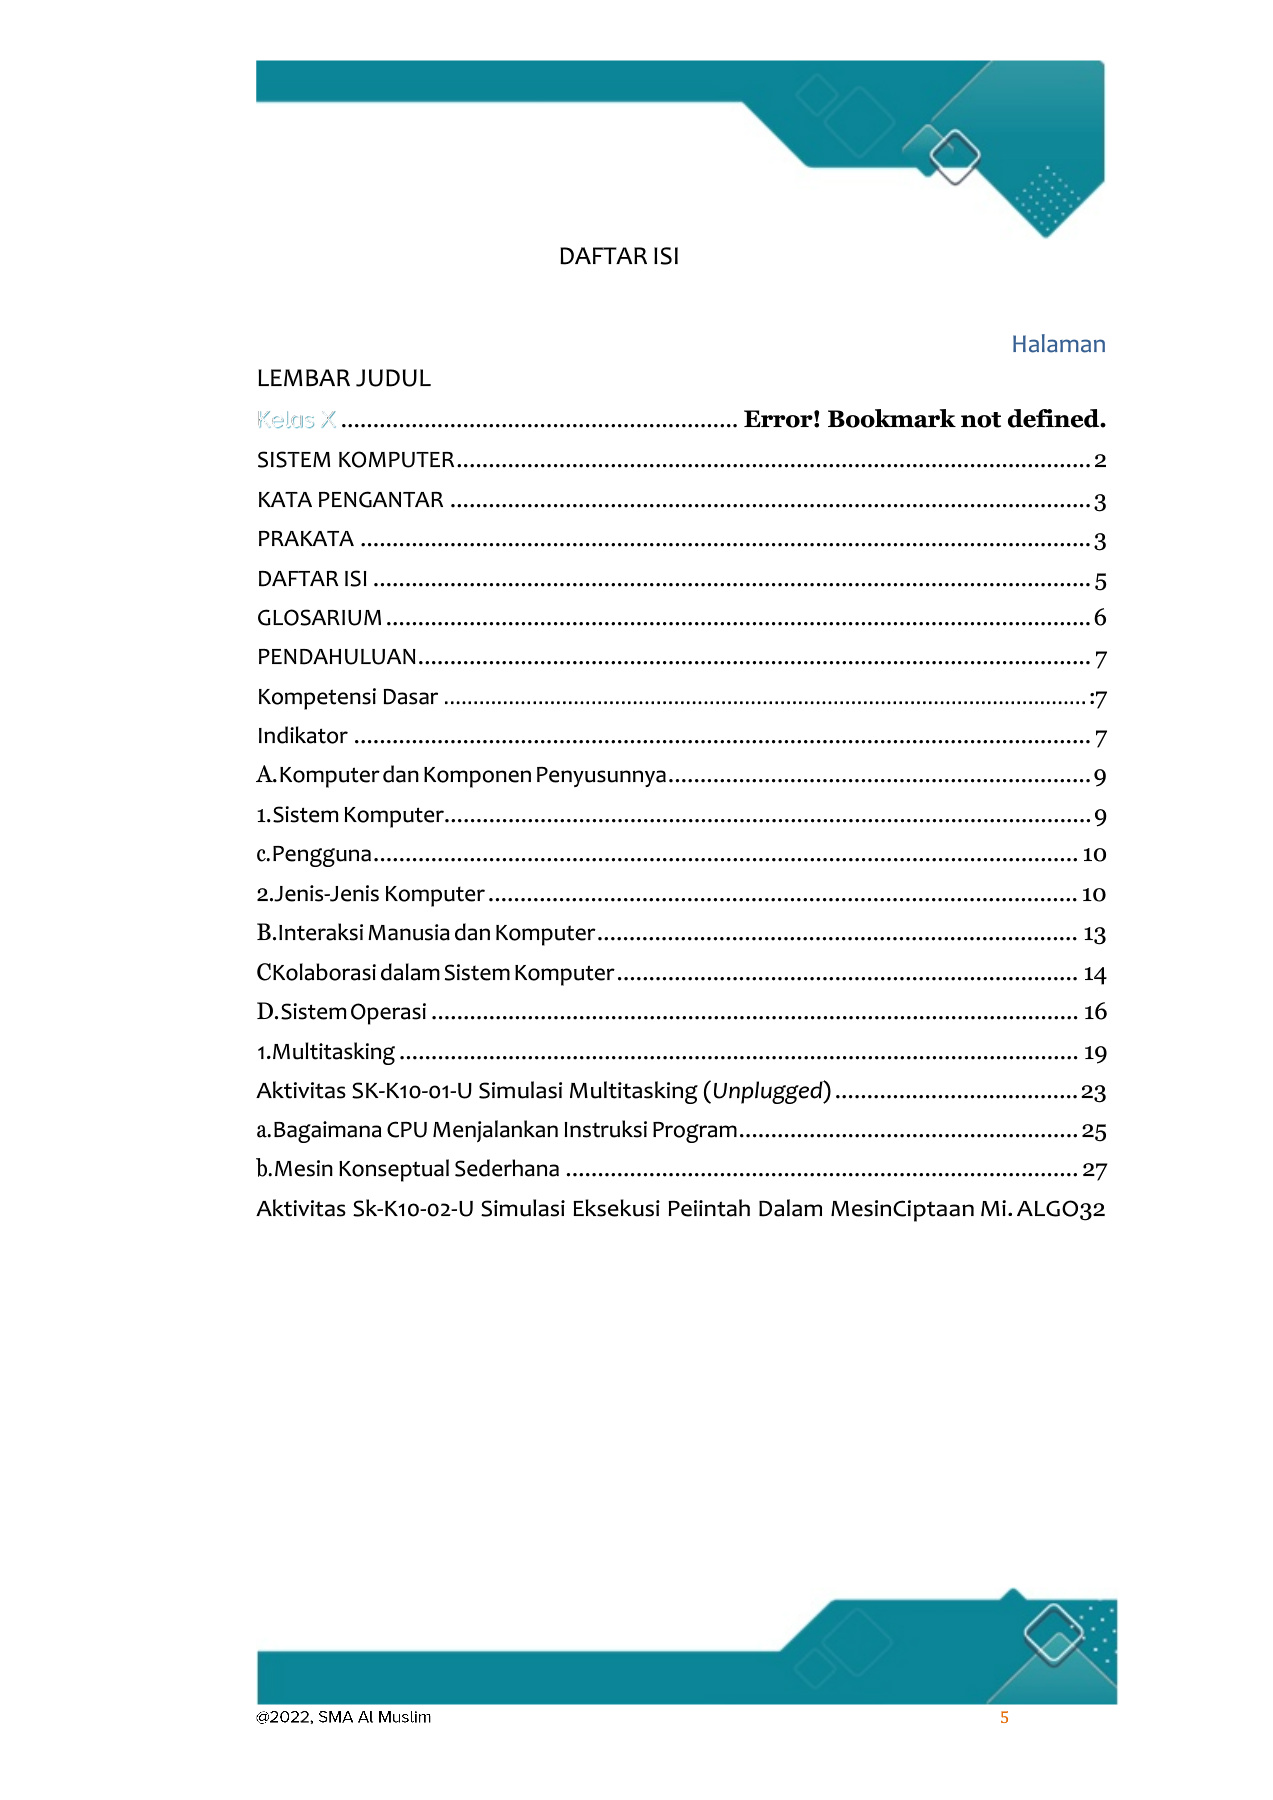 DAFTAR ISI
Halaman
LEMBAR JUDUL
Kelas X .............................................................. Error! Bookmark not defined.
SISTEM KOMPUTER.................................................................................................. 2
KATA PENGANTAR .................................................................................................... 3
PRAKATA .................................................................................................................. 3
DAFTAR ISI ................................................................................................................ 5
GLOSARIUM .............................................................................................................. 6
PENDAHULUAN......................................................................................................... 7
Kompetensi Dasar ..................................................................................................... :7
Indikator ................................................................................................................... 7
A.Komputer dan Komponen Penyusunnya.................................................................. 9
1.Sistem Komputer..................................................................................................... 9
c.Pengguna.............................................................................................................. 10
2.Jenis-Jenis Komputer ............................................................................................ 10
B.Interaksi Manusia dan Komputer........................................................................... 13
CKolaborasi dalam Sistem Komputer........................................................................ 14
D.Sistem Operasi ..................................................................................................... 16
1.Multitasking .......................................................................................................... 19
Aktivitas SK-K10-01-U Simulasi Multitasking (Unplugged) ...................................... 23
a.Bagaimana CPU Menjalankan Instruksi Program..................................................... 25
b.Mesin Konseptual Sederhana ................................................................................ 27
Aktivitas Sk-K10-02-U Simulasi Eksekusi Peiintah Dalam MesinCiptaan Mi. ALGO32
@2022, SMA Al Muslim 5